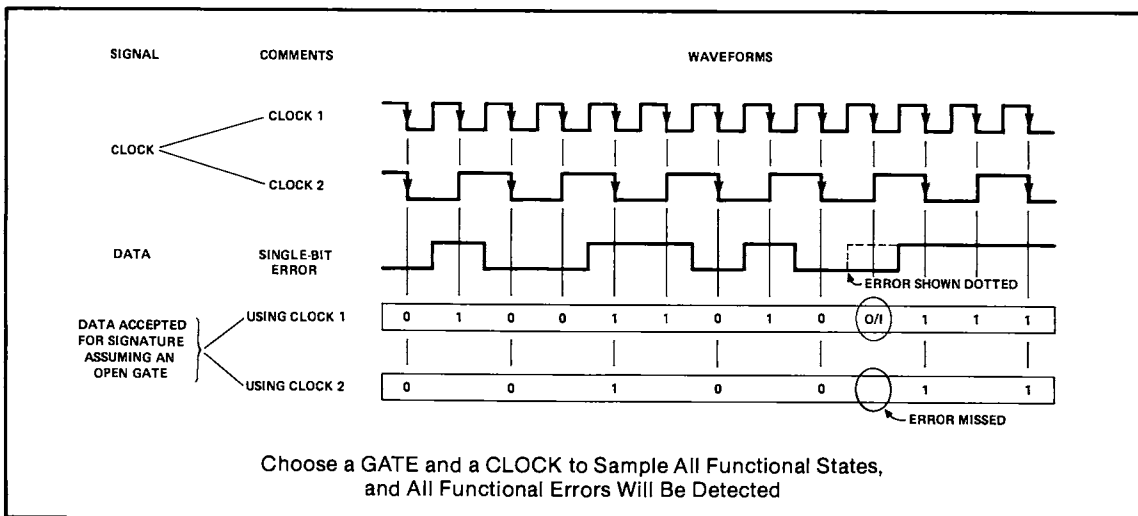 SIGNAL COMMENTS WAVEFORMS
CLOCK 1
CLOCK
CLOCK 2
DATA SINGLE-BIT
ERROR
ERROR SHOWN DOTTED
DATA ACCEPTED
FOR SIGNATURE
ASSUMING AN
OPEN GATE
USING CLOCK 1 0 1 0 0 1 1 0 1 0 O/I 1 1 1
USING CLOCK 2 0 0 1 0 0 1 1
ERROR MISSED
Choose a GATE and a CLOCK to Sample All Functional States,
and All Functional Errors Will Be Detected